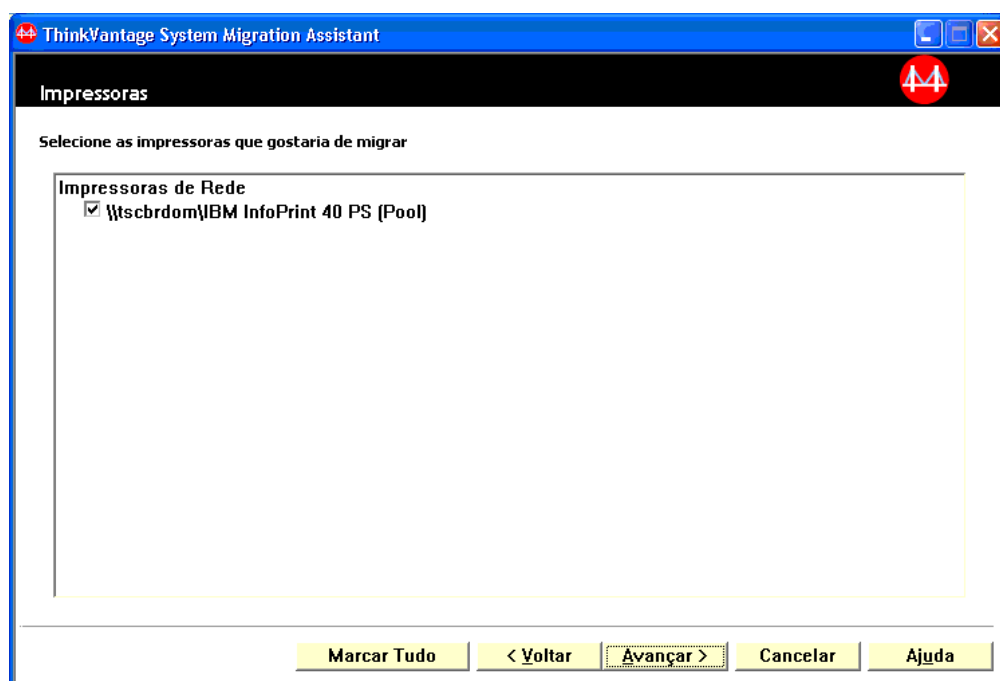 ThinkVantage System Migration Assistant
Impressoras
Selecione as impressoras que gostaria de migrar
Impressoras de Rede
\\tscbrdom\IBM InfoPrint 40 PS (Pool)
Marcar Tudo
< Voltar
Avançar >
Cancelar
Ajuda